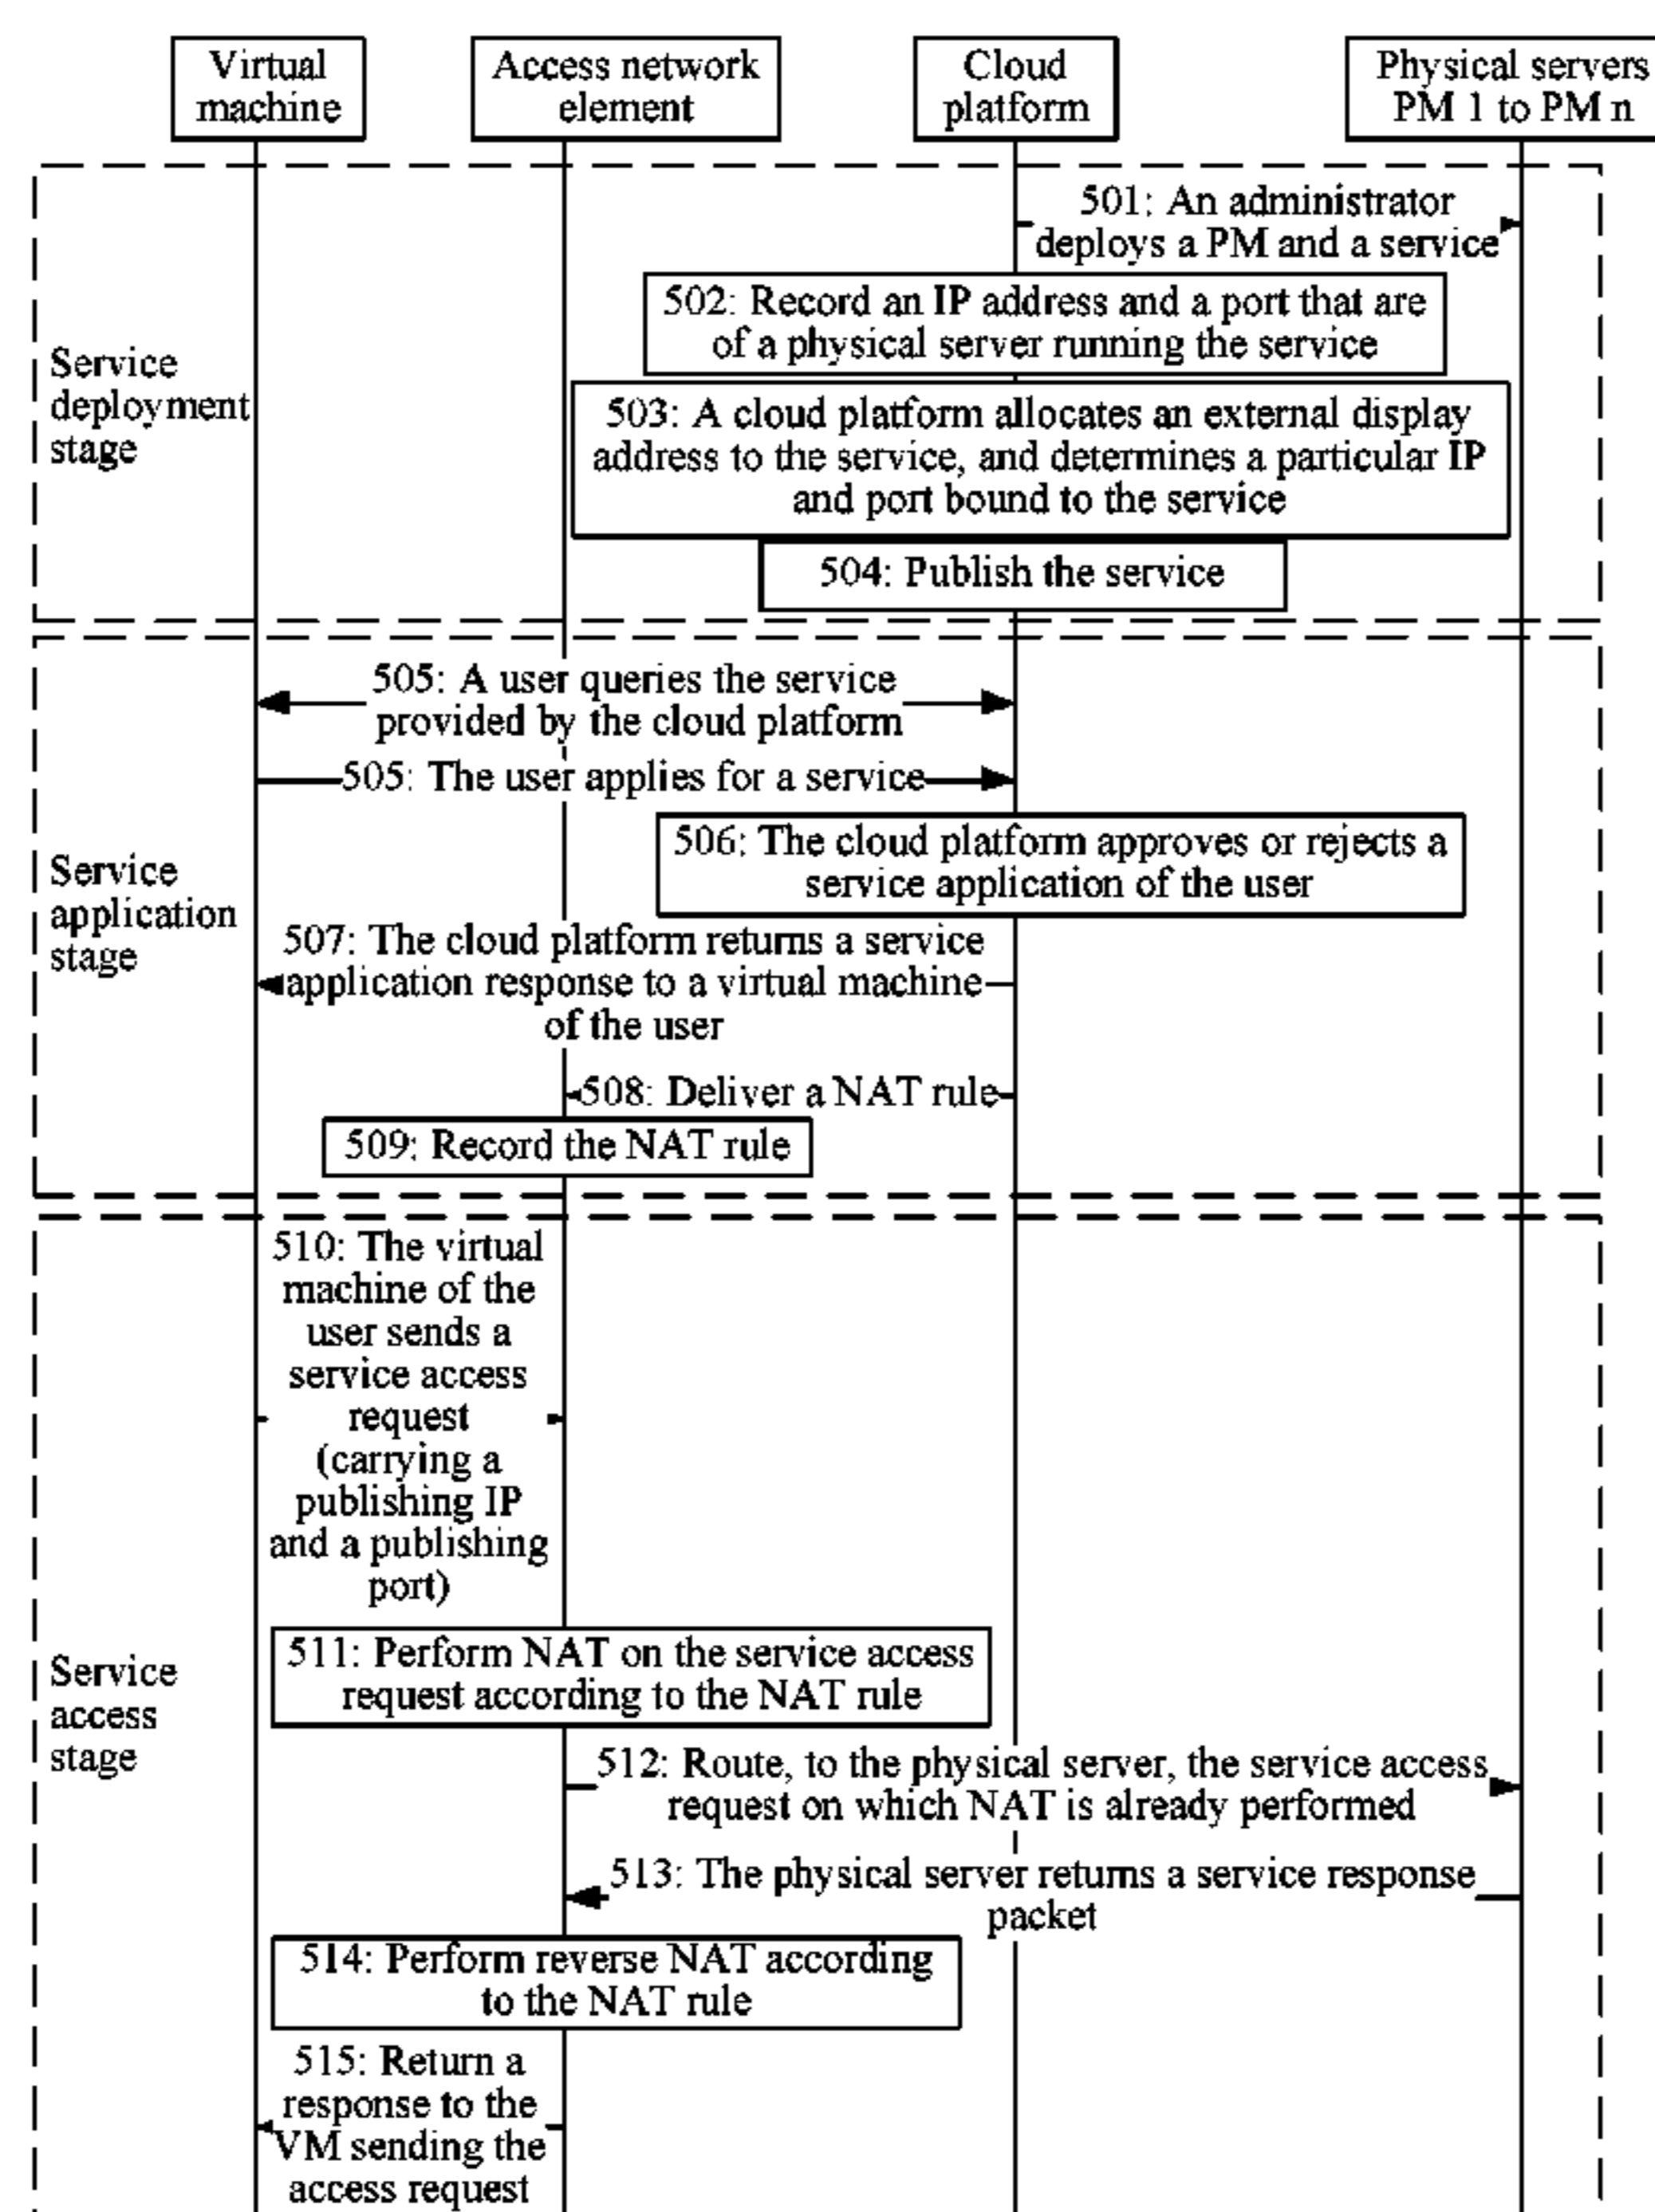 Virtual
machine
Access network
element
Cloud
platform
Physical servers
PM 1 to PM n
Service
deployment
stage
501: An administrator
deploys a PM and a service
502: Record an IP address and a port that are
of a physical server running the service
503: A cloud platform allocates an external display
address to the service, and determines a particular IP
and port bound to the service
504: Publish the service
Service
application
stage
505: A user queries the service
provided by the cloud platform
505: The user applies for a service
506: The cloud platform approves or rejects a
service application of the user
507: The cloud platform returns a service
application response to a virtual machine
of the user
508: Deliver a NAT rule
509: Record the NAT rule
Service
access
stage
510: The virtual
machine of the
user sends a
service access
request
(carrying a
publishing IP
and a publishing
port)
511: Perform NAT on the service access
request according to the NAT rule
512: Route, to the physical server, the service access
request on which NAT is already performed
513: The physical server returns a service response
packet
514: Perform reverse NAT according
to the NAT rule
515: Return a
response to the
VM sending the
access request